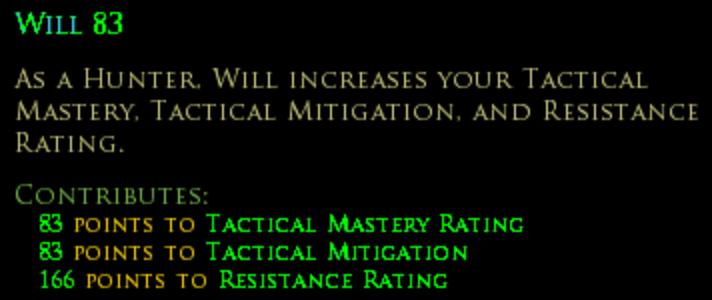 Will 83
As a Hunter, Will increases your Tactical
Mastery, Tactical Mitigation, and Resistance
Rating.
Contributes:
83 points to Tactical Mastery Rating
83 points to Tactical Mitigation
166 points to Resistance Rating